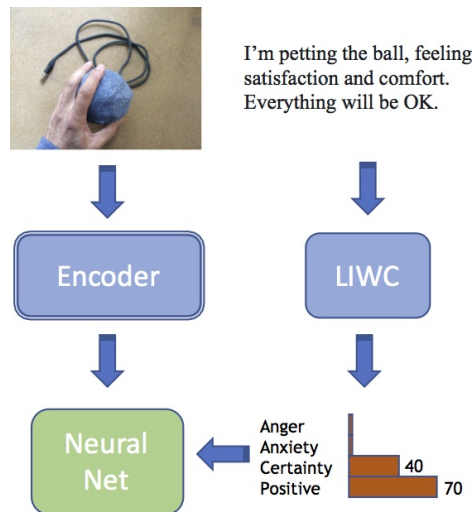 I’m petting the ball, feeling
satisfaction and comfort.
Everything will be OK.
Encoder
LIWC
Neural
Net
Anger
Anxiety
Certainty 40
Positive 70